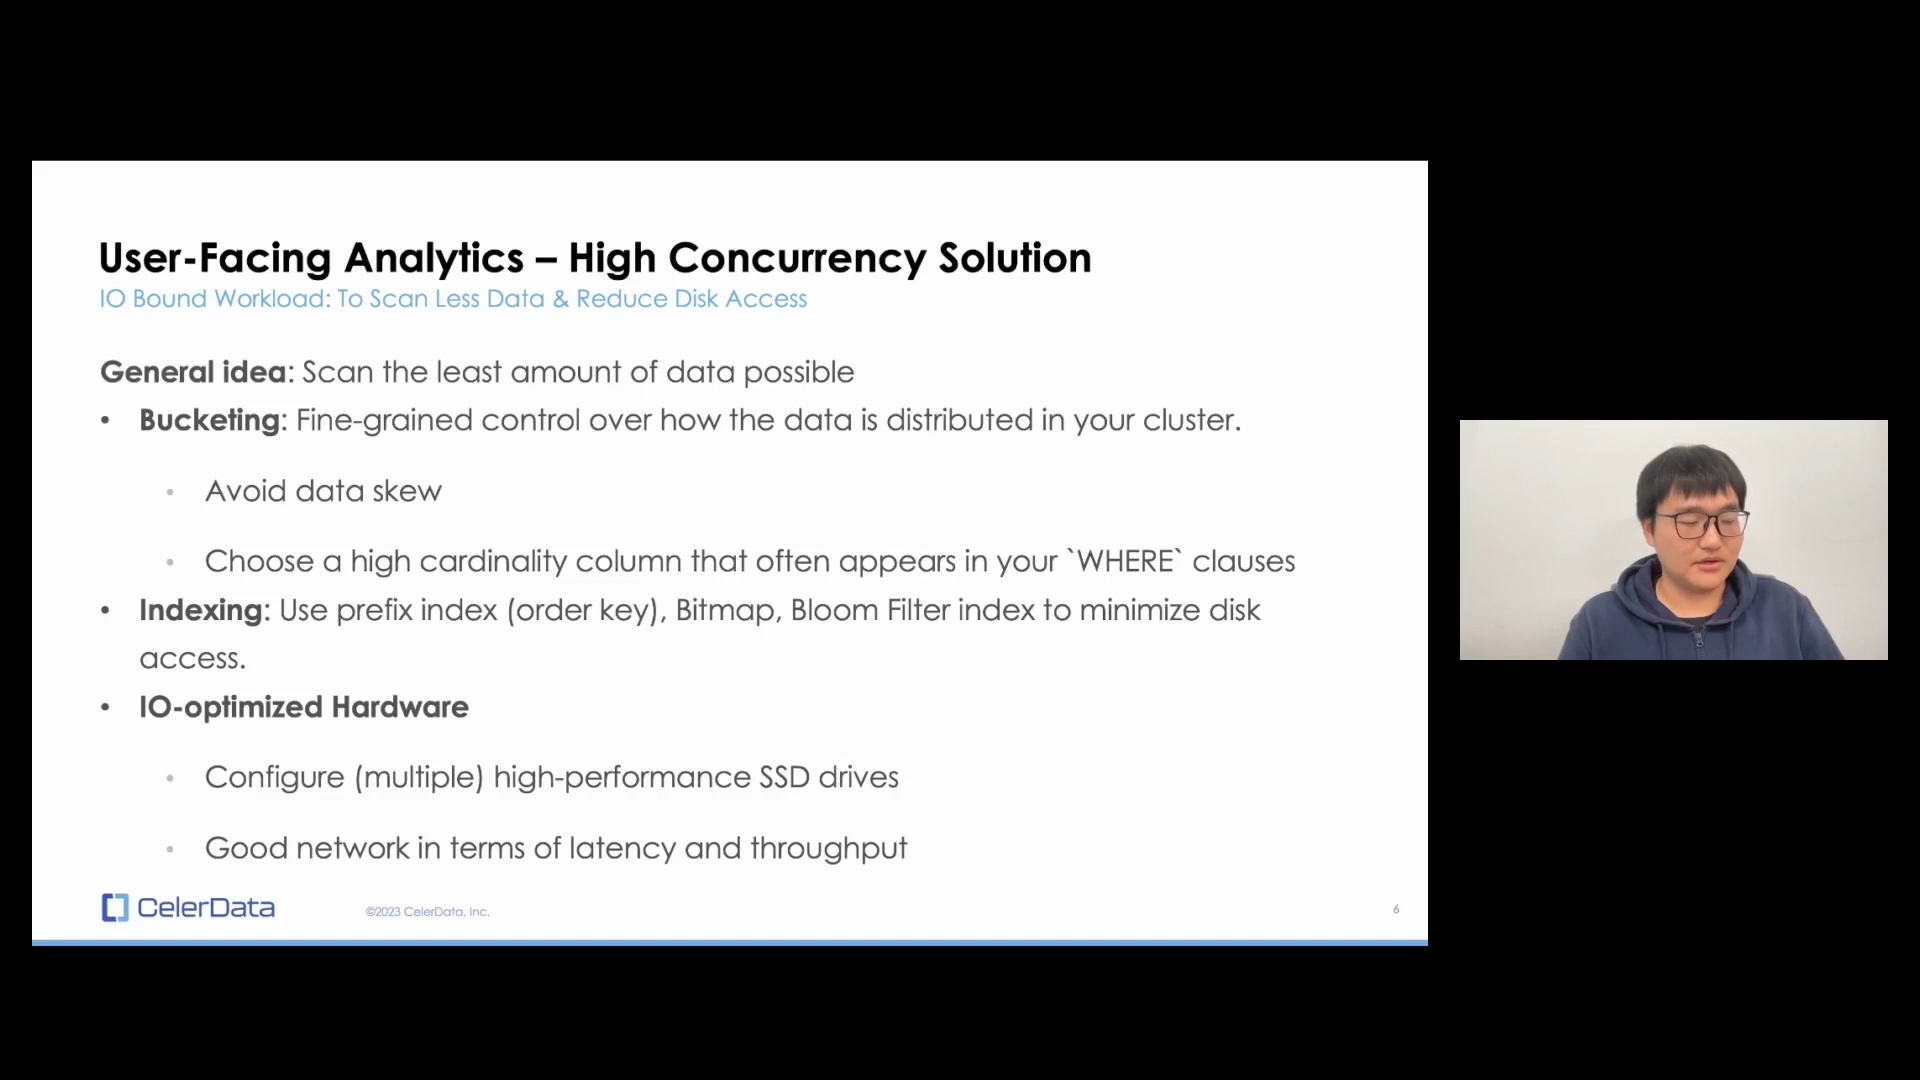 User-Facing Analytics – High Concurrency Solution
IO Bound Workload: To Scan Less Data & Reduce Disk Access
General idea: Scan the least amount of data possible
• Bucketing: Fine-grained control over how the data is distributed in your cluster.
• Avoid data skew
• Choose a high cardinality column that often appears in your `WHERE` clauses
• Indexing: Use prefix index (order key), Bitmap, Bloom Filter index to minimize disk
access.
• IO-optimized Hardware
• Configure (multiple) high-performance SSD drives
• Good network in terms of latency and throughput
CelerData
©2023 CelerData, Inc.
6